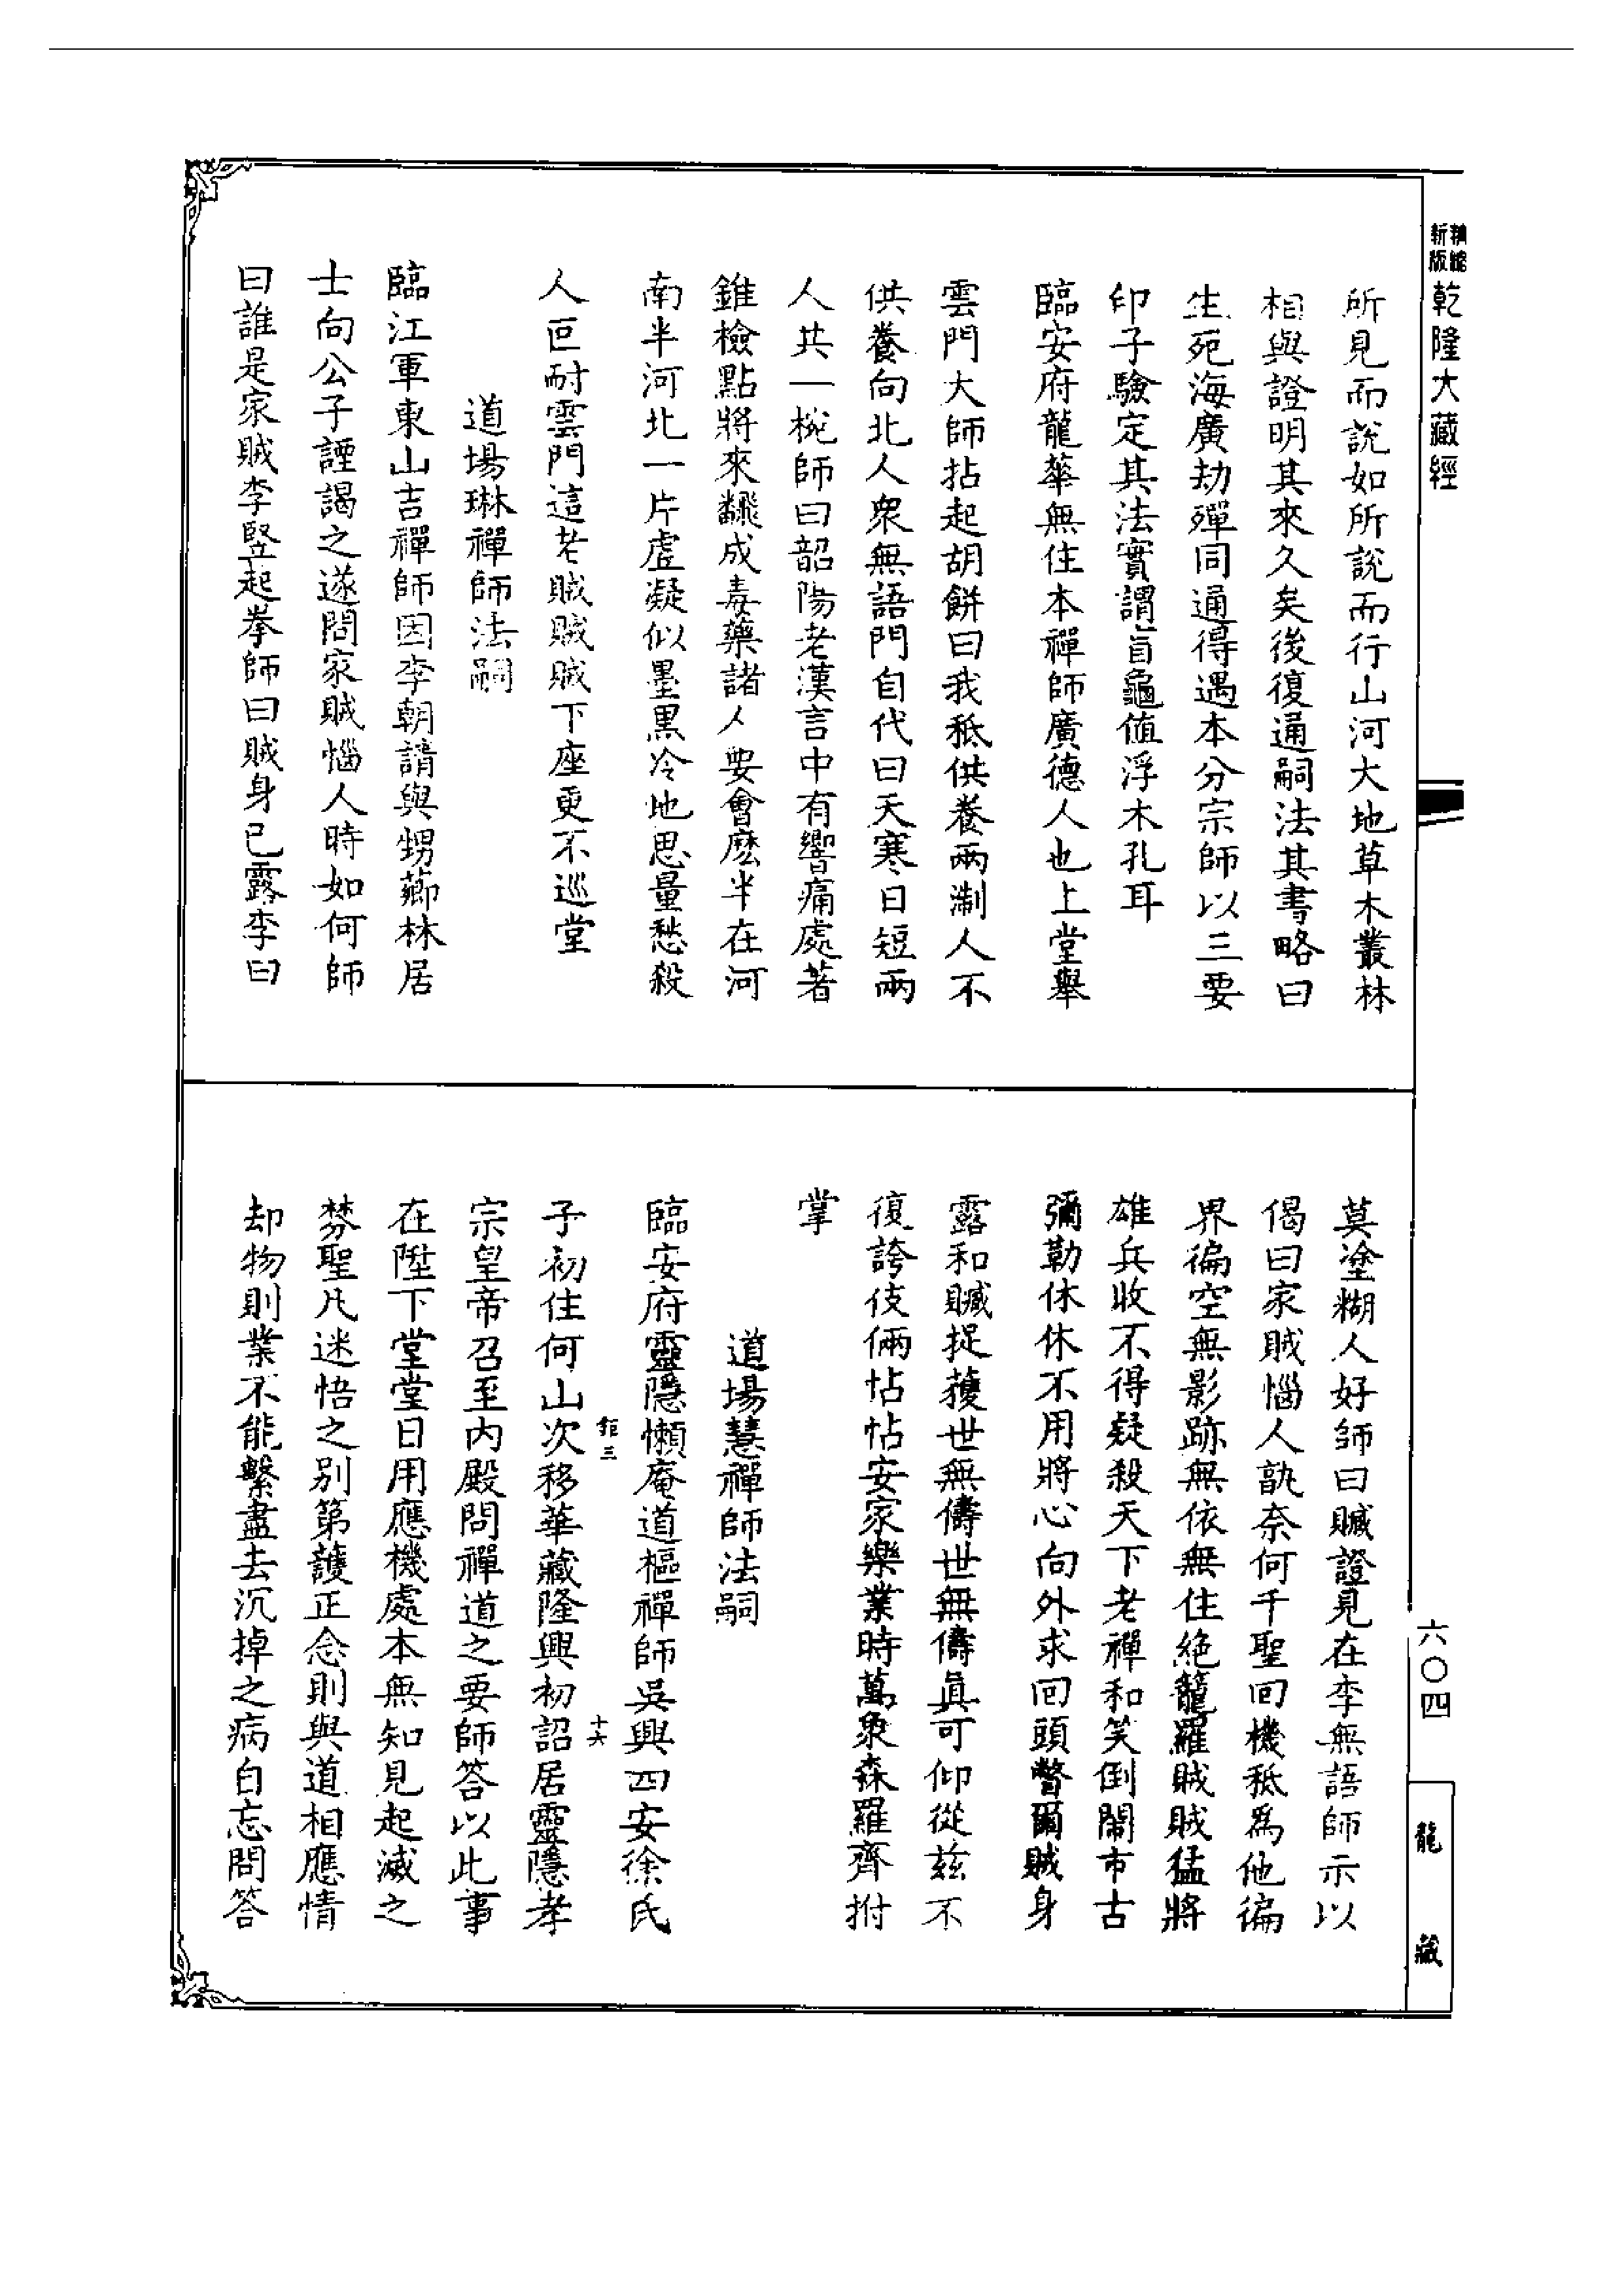 精縮
新版
乾隆大藏經
所見而說如所說而行山河大地草木叢林
相與證明其來久矣後復通嗣法其書略曰
生死海廣劫殫罔通得遇本分宗師以三要
印子驗定其法實謂盲龜值浮木孔耳
臨安府龍華無住本禪師廣德人也上堂舉
雲門大師拈起胡餅曰我秖供養兩淛人不
供養向北人眾無語門自代曰天寒日短兩
人共一椀師曰韶陽老漢言中有響痛處著
錐檢點將來翻成毒藥諸人要會麼半在河
南半河北一片虛凝似墨黑冷地思量愁殺
人叵耐雲門這老賊賊賊下座更不巡堂
道場琳禪師法嗣
臨江軍東山吉禪師因李朝請與甥薌林居
士向公子諲謁之遂問家賊惱人時如何師
曰誰是家賊李豎起拳師曰賊身已露李曰
莫塗糊人好師曰贓證見在李無語師示以
偈曰家賊惱人孰奈何千聖回機秖為他徧
界徧空無影跡無依無住絕籠羅賊賊猛將
雄兵收不得疑殺天下老禪和笑倒鬧市古
彌勒休休不用將心向外求回頭瞥爾賊身
露和贓捉獲世無儔世無儔真可仰從茲不
復誇伎倆怗怗安家樂業時萬象森羅齊拊
掌
道場慧禪師法嗣
臨安府靈隱懶庵道樞禪師吳興四安徐氏
鉅三
十六
子初住何山次移華藏隆興初詔居靈隱孝
宗皇帝召至內殿問禪道之要師答以此事
在陛下堂堂日用應機處本無知見起滅之
棼聖凡迷悟之別第護正念則與道相應情
却物則業不能繫盡去沉掉之病自忘問答
六〇四
龍藏